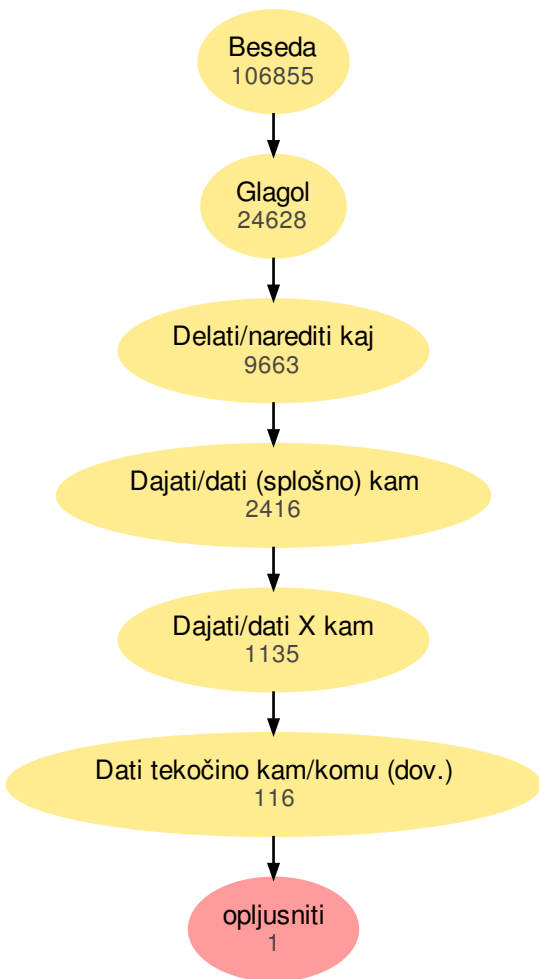 Beseda
106855
Glagol
24628
Delati/narediti kaj
9663
Dajati/dati (splošno) kam
2416
Dajati/dati X kam
1135
Dati tekočino kam/komu (dov.)
116
opljusniti
1